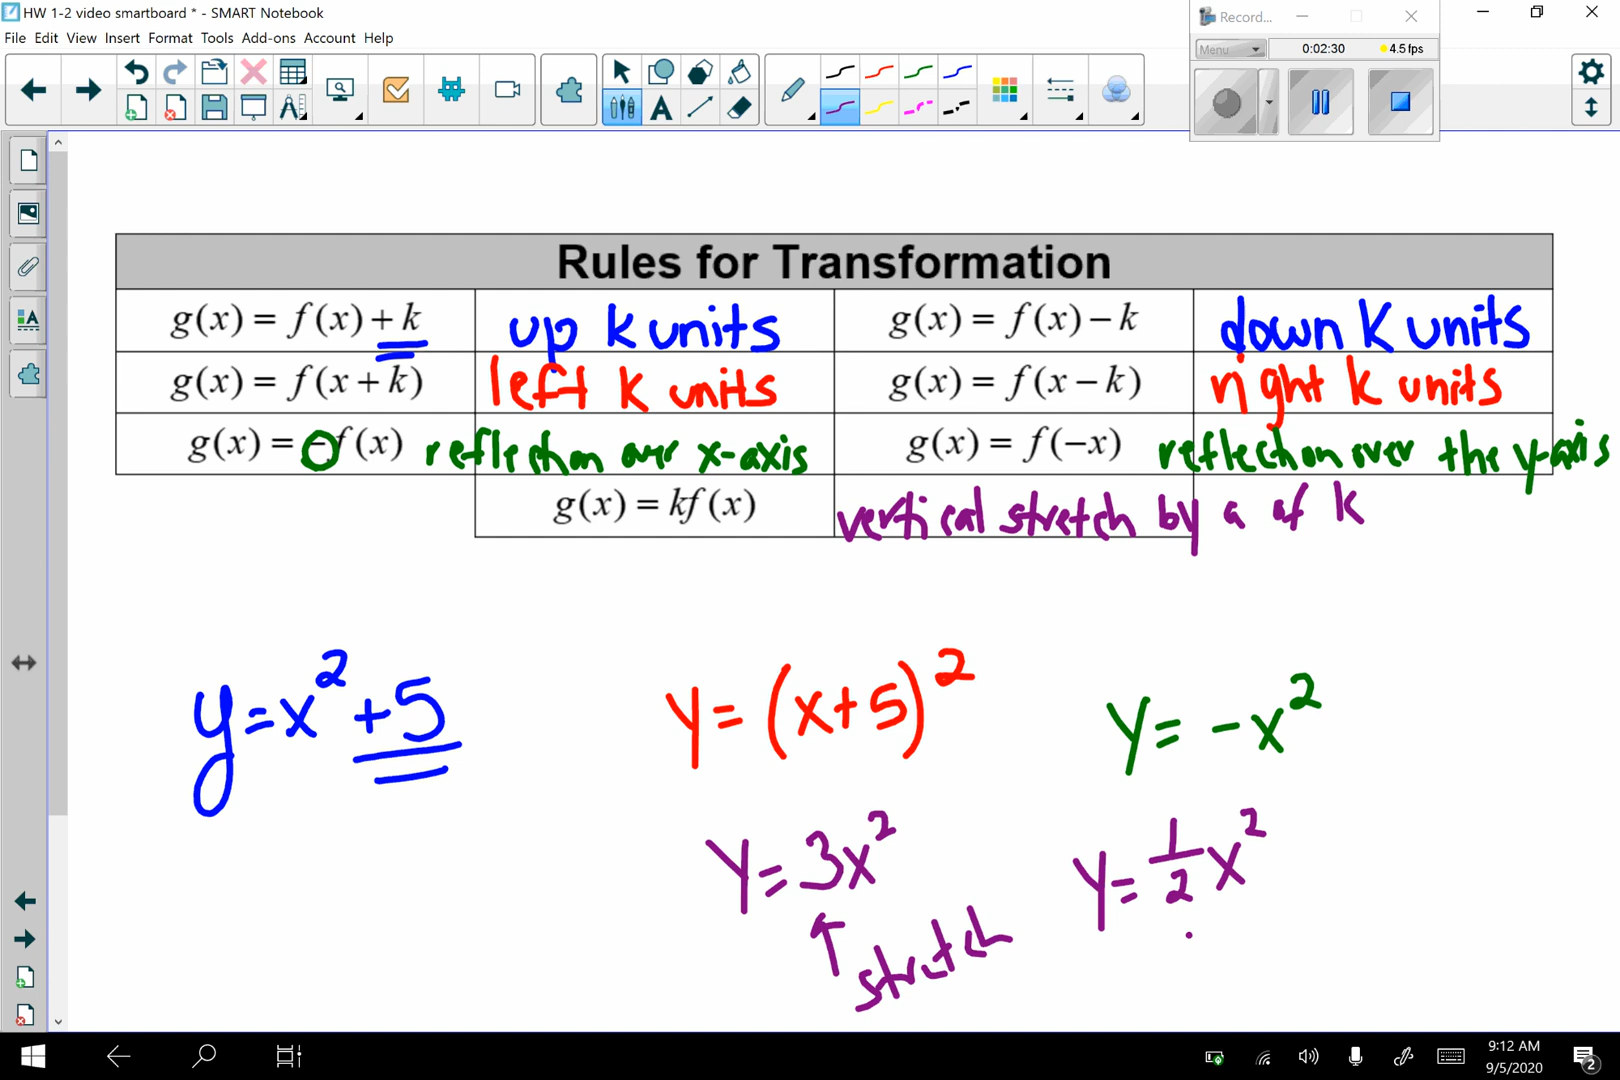 HW 1-2 video smartboard * - SMART Notebook
Record...
File Edit View Insert Format Tools Add-ons Account Help
Menu 0:02:30 4.5 fps
Rules for Transformation
g(x) = f(x) + k up k units g(x) = f(x) − k down k units
g(x) = f(x + k) left k units g(x) = f(x − k) right k units
g(x) = −f(x) reflection over x-axis g(x) = f(−x) reflection over the y-axis
g(x) = kf(x) vertical stretch by a of k
y = x² + 5 y = (x+5)² y = −x²
y = 3x² y = 1/2 x²
stretch
9:12 AM
9/5/2020
2